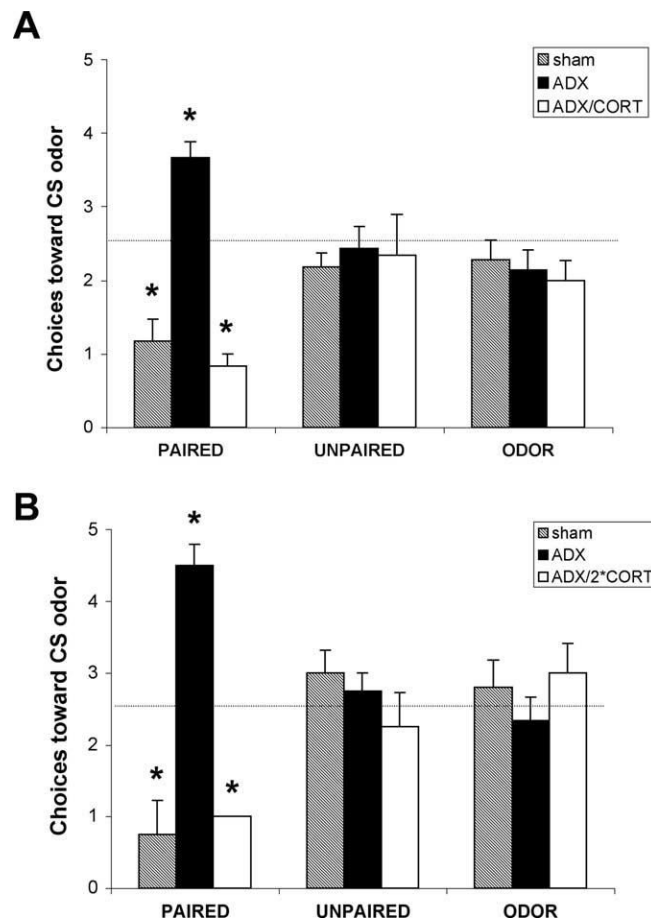 A
5
4
3
2
1
0
Choices toward CS odor
sham
ADX
ADX/CORT
*
*
*
PAIRED
UNPAIRED
ODOR
B
5
4
3
2
1
0
Choices toward CS odor
sham
ADX
ADX/2*CORT
*
*
*
PAIRED
UNPAIRED
ODOR